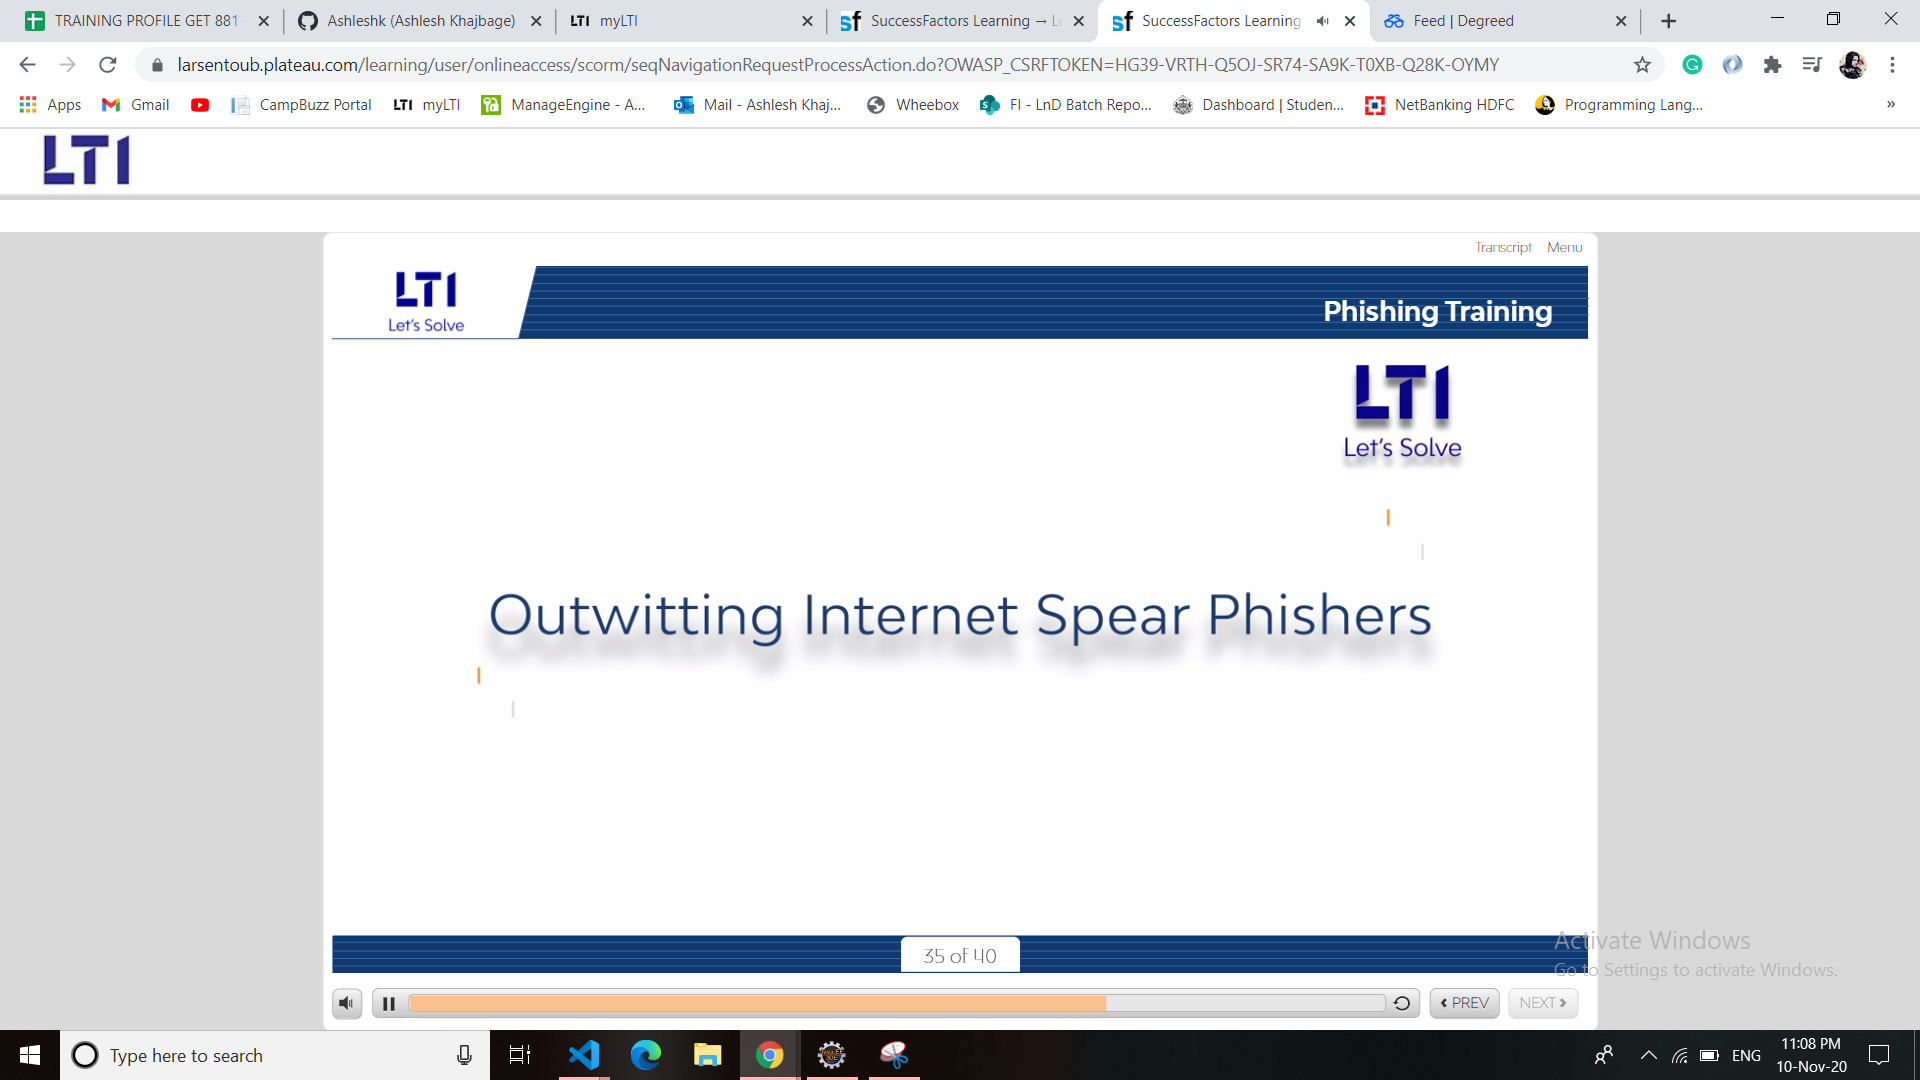 TRAINING PROFILE GET 881
Ashleshk (Ashlesh Khajbage)
LTI myLTI
SuccessFactors Learning → L
SuccessFactors Learning
Feed | Degreed
larsentoub.plateau.com/learning/user/onlineaccess/scorm/seqNavigationRequestProcessAction.do?OWASP_CSRFTOKEN=HG39-VRTH-Q5OJ-SR74-SA9K-T0XB-Q28K-OYMY
Apps Gmail CampBuzz Portal LTI myLTI ManageEngine - A... Mail - Ashlesh Khaj... Wheebox FI - LnD Batch Repo... Dashboard | Studen... NetBanking HDFC Programming Lang... »
LTI
Transcript Menu
LTI
Let's Solve
Phishing Training
LTI
Let's Solve
Outwitting Internet Spear Phishers
35 of 40
Activate Windows
Go to Settings to activate Windows.
‹ PREV NEXT ›
Type here to search
ENG
11:08 PM
10-Nov-20